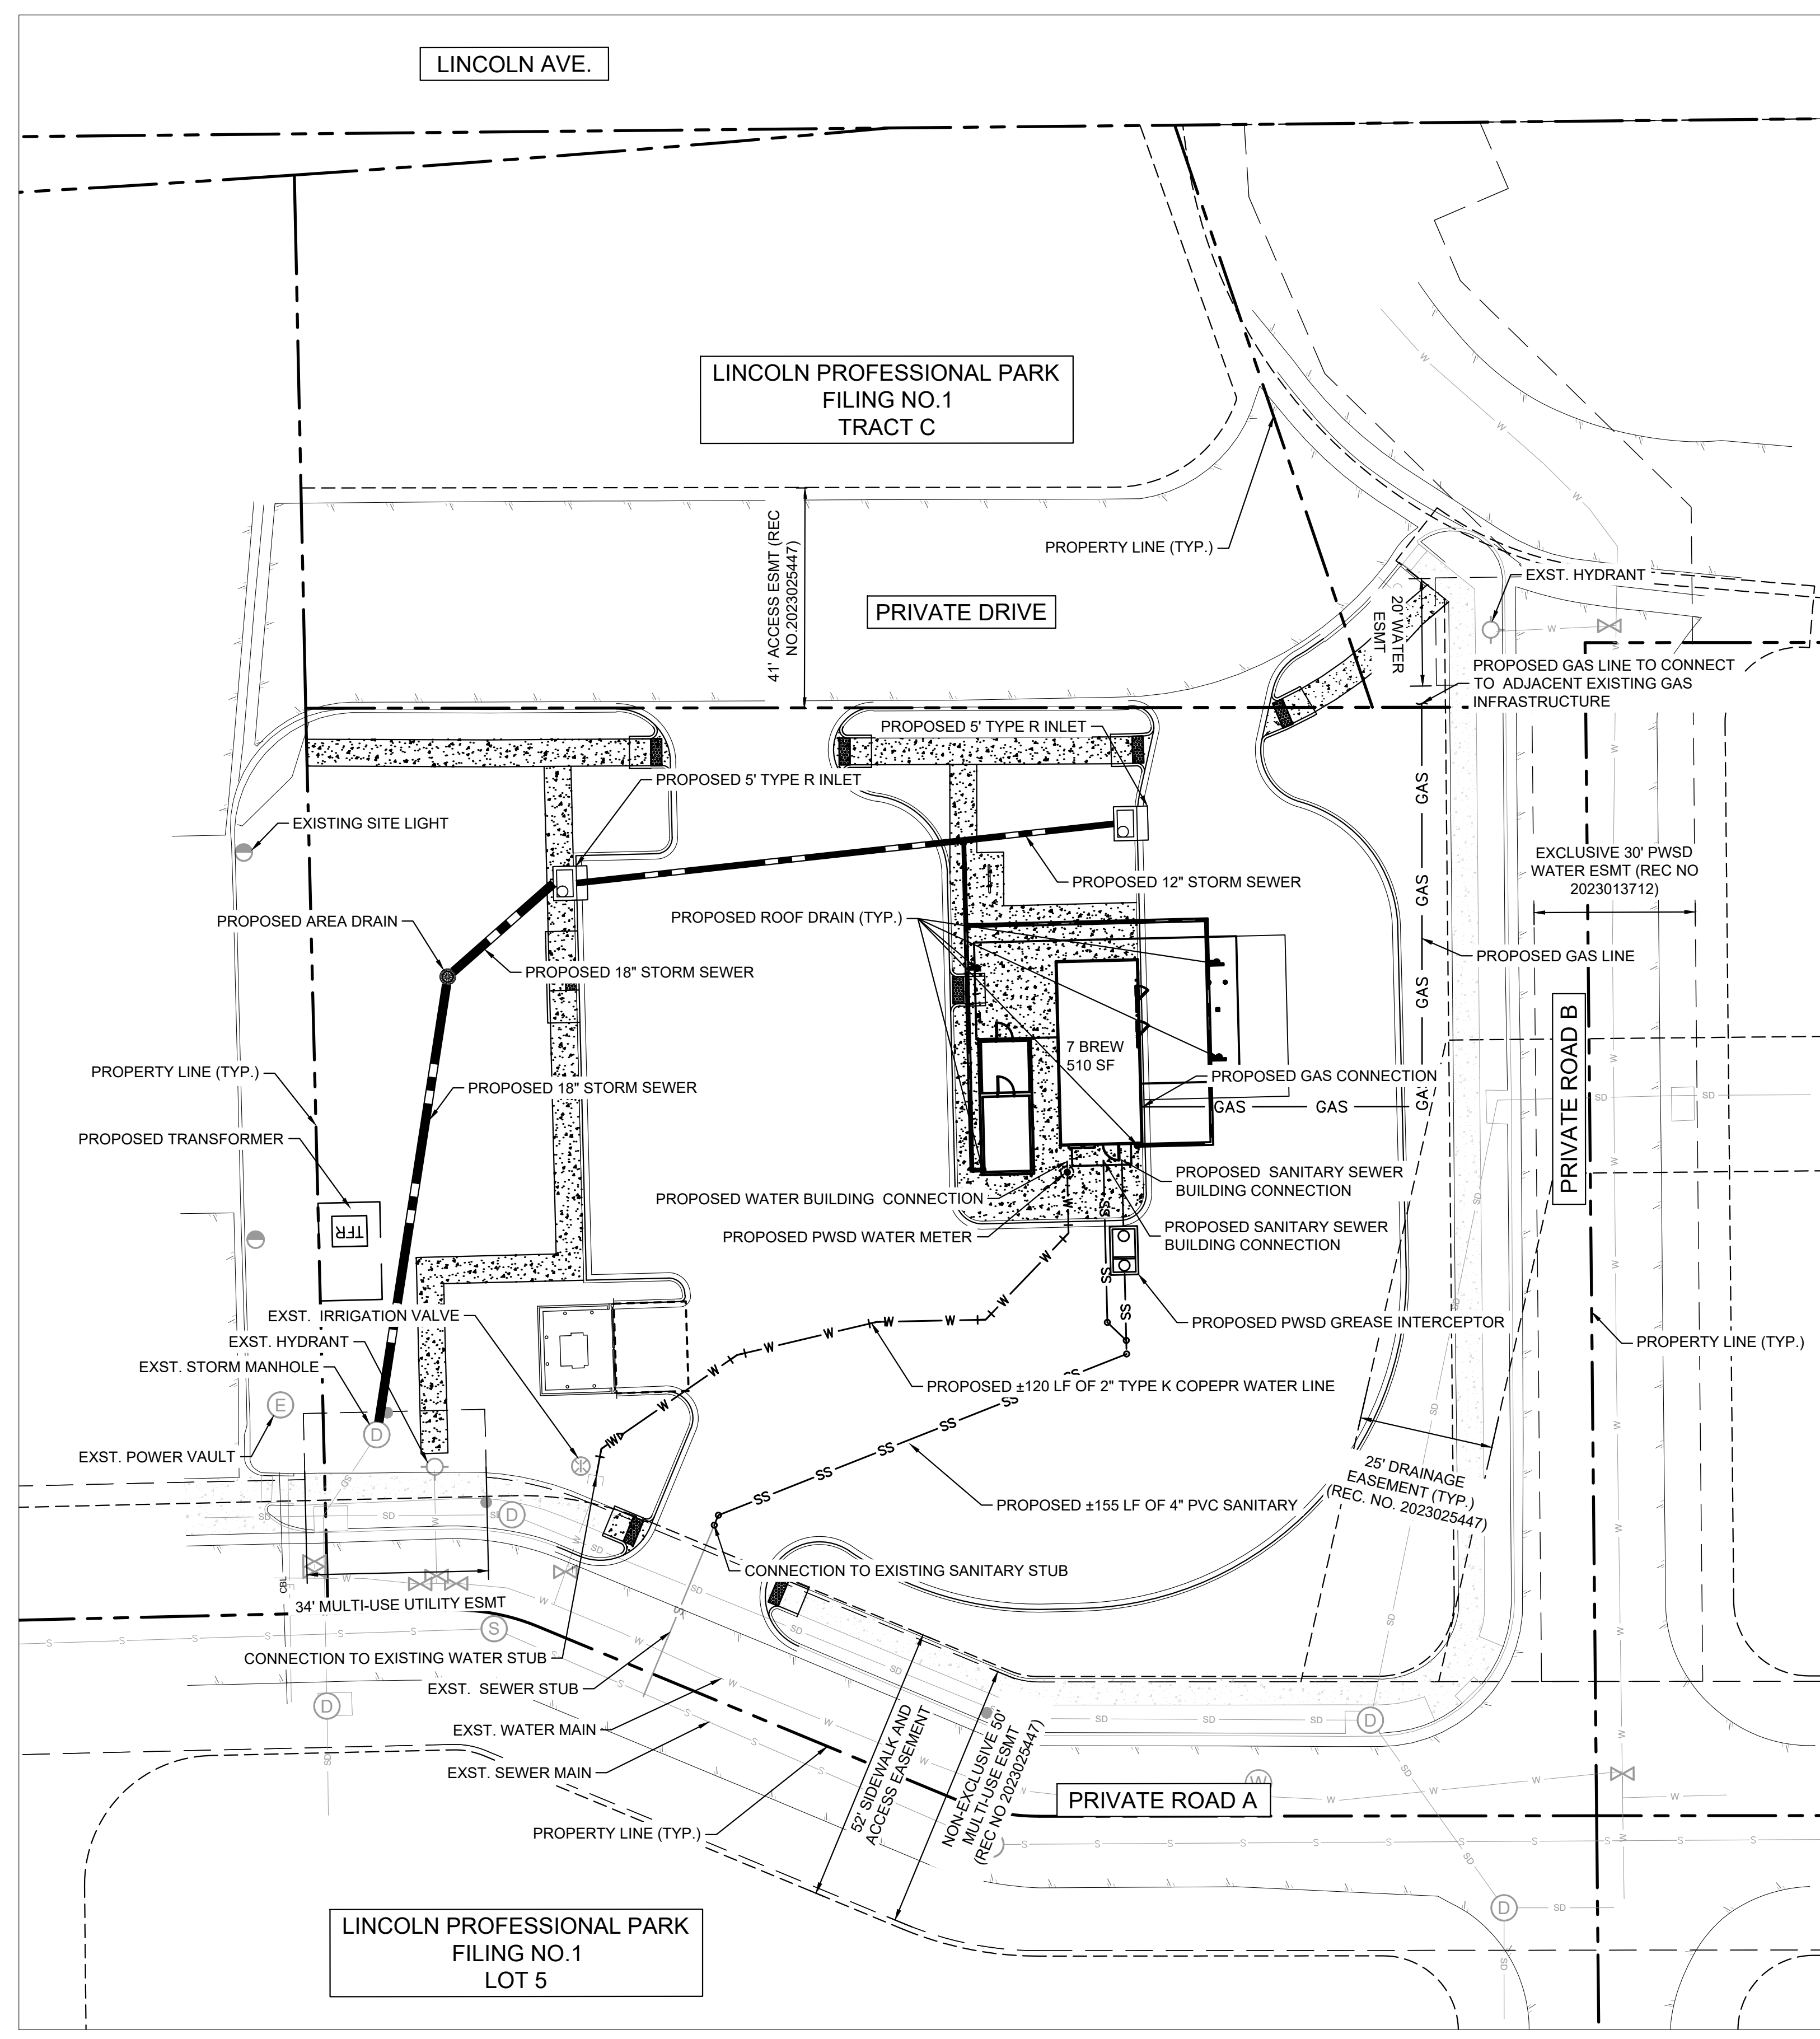 LINCOLN AVE.
LINCOLN PROFESSIONAL PARK
FILING NO.1
TRACT C
41' ACCESS ESMT (REC
NO.2023025447)
PROPERTY LINE (TYP.)
PRIVATE DRIVE
EXST. HYDRANT
20' WATER
ESMT
PROPOSED GAS LINE TO CONNECT
TO ADJACENT EXISTING GAS
INFRASTRUCTURE
PROPOSED 5' TYPE R INLET
PROPOSED 5' TYPE R INLET
EXISTING SITE LIGHT
EXCLUSIVE 30' PWSD
WATER ESMT (REC NO
2023013712)
PROPOSED 12" STORM SEWER
PROPOSED AREA DRAIN
PROPOSED ROOF DRAIN (TYP.)
PROPOSED 18" STORM SEWER
PROPOSED GAS LINE
GAS
GAS
GAS
GAS
GAS
GAS
GAS
PRIVATE ROAD B
7 BREW
510 SF
PROPERTY LINE (TYP.)
PROPOSED 18" STORM SEWER
PROPOSED GAS CONNECTION
PROPOSED TRANSFORMER
TFR
PROPOSED WATER BUILDING CONNECTION
PROPOSED SANITARY SEWER
BUILDING CONNECTION
PROPOSED PWSD WATER METER
PROPOSED SANITARY SEWER
BUILDING CONNECTION
EXST. IRRIGATION VALVE
EXST. HYDRANT
EXST. STORM MANHOLE
PROPOSED PWSD GREASE INTERCEPTOR
PROPERTY LINE (TYP.)
PROPOSED ±120 LF OF 2" TYPE K COPEPR WATER LINE
EXST. POWER VAULT
E
D
D
PROPOSED ±155 LF OF 4" PVC SANITARY
25' DRAINAGE
EASEMENT (TYP.)
(REC. NO. 2023025447)
CONNECTION TO EXISTING SANITARY STUB
CBL
34' MULTI-USE UTILITY ESMT
S
CONNECTION TO EXISTING WATER STUB
EXST. SEWER STUB
EXST. WATER MAIN
EXST. SEWER MAIN
PROPERTY LINE (TYP.)
52' SIDEWALK AND
ACCESS EASEMENT
NON-EXCLUSIVE 50'
MULTI-USE ESMT
(REC NO 2023025447)
PRIVATE ROAD A
D
D
D
LINCOLN PROFESSIONAL PARK
FILING NO.1
LOT 5